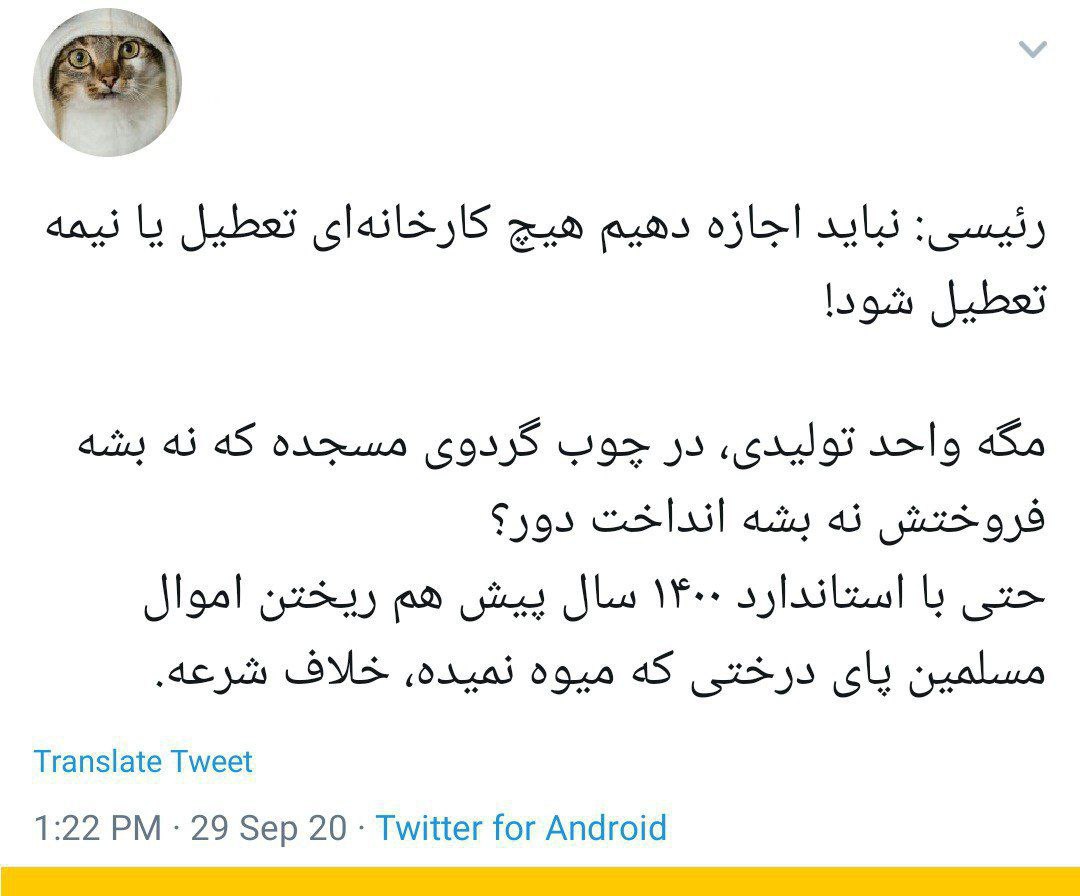 رئیسی: نباید اجازه دهیم هیچ کارخانه‌ای تعطیل یا نیمه
تعطیل شود!
مگه واحد تولیدی، در چوب گردوی مسجده که نه بشه
فروختش نه بشه انداخت دور؟
حتی با استاندارد ۱۴۰۰ سال پیش هم ریختن اموال
مسلمین پای درختی که میوه نمیده، خلاف شرعه.
Translate Tweet
1:22 PM · 29 Sep 20 · Twitter for Android